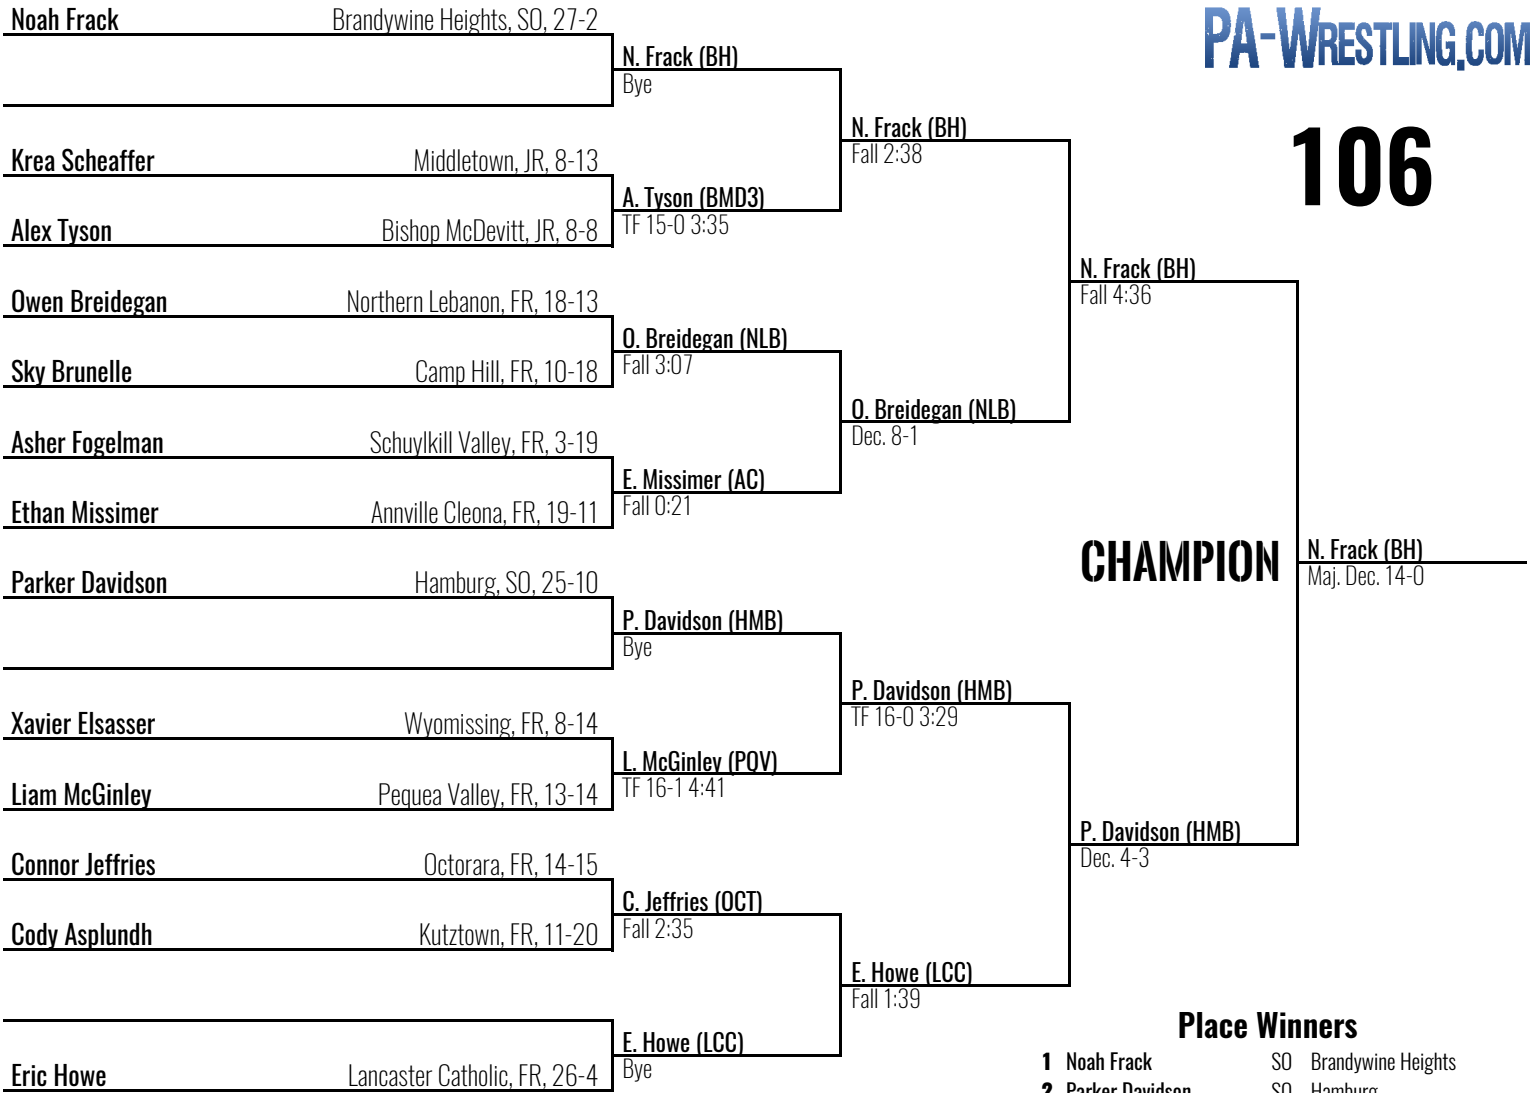 PA-WRESTLING.COM
106
Noah Frack Brandywine Heights, SO, 27-2
N. Frack (BH)
Bye
N. Frack (BH)
Fall 2:38
Krea Scheaffer Middletown, JR, 8-13
A. Tyson (BMD3)
TF 15-0 3:35
Alex Tyson Bishop McDevitt, JR, 8-8
N. Frack (BH)
Fall 4:36
Owen Breidegan Northern Lebanon, FR, 18-13
O. Breidegan (NLB)
Fall 3:07
Sky Brunelle Camp Hill, FR, 10-18
O. Breidegan (NLB)
Dec. 8-1
Asher Fogelman Schuylkill Valley, FR, 3-19
E. Missimer (AC)
Fall 0:21
Ethan Missimer Annville Cleona, FR, 19-11
CHAMPION
N. Frack (BH)
Maj. Dec. 14-0
Parker Davidson Hamburg, SO, 25-10
P. Davidson (HMB)
Bye
P. Davidson (HMB)
TF 16-0 3:29
Xavier Elsasser Wyomissing, FR, 8-14
L. McGinley (PQV)
TF 16-1 4:41
Liam McGinley Pequea Valley, FR, 13-14
P. Davidson (HMB)
Dec. 4-3
Connor Jeffries Octorara, FR, 14-15
C. Jeffries (OCT)
Fall 2:35
Cody Asplundh Kutztown, FR, 11-20
E. Howe (LCC)
Fall 1:39
E. Howe (LCC)
Bye
Eric Howe Lancaster Catholic, FR, 26-4
Place Winners
1 Noah Frack SO Brandywine Heights
2 Parker Davidson SO Hamburg